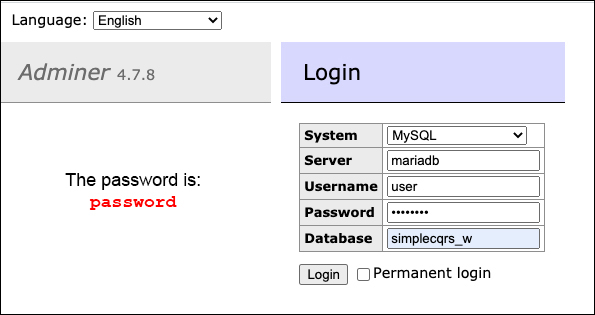 Language: English
Adminer 4.7.8
Login
The password is:
password
System MySQL
Server mariadb
Username user
Password ••••••••
Database simplecqrs_w
Login Permanent login